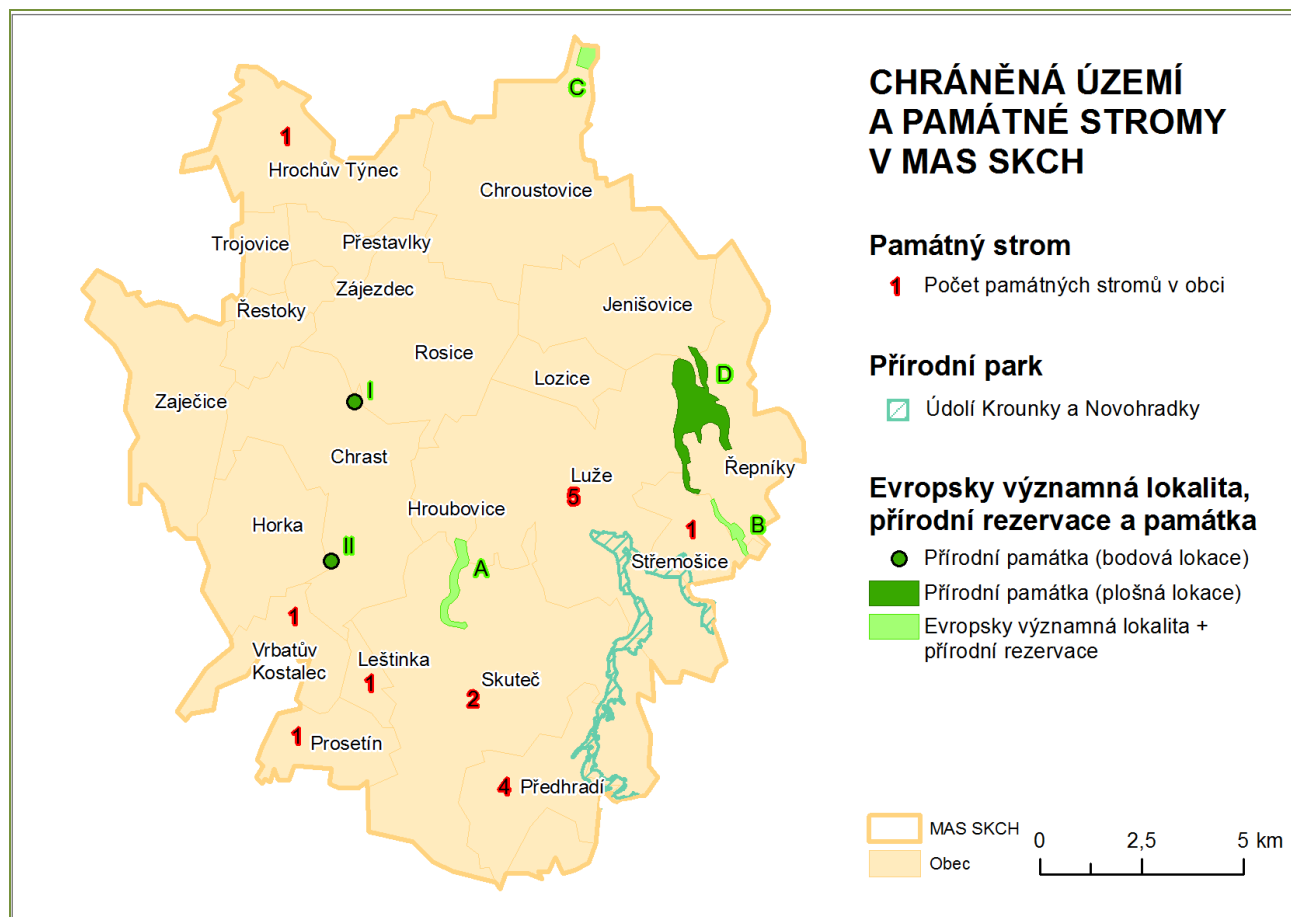 CHRÁNĚNÁ ÚZEMÍ
A PAMÁTNÉ STROMY
V MAS SKCH
Památný strom
1 Počet památných stromů v obci
Přírodní park
Údolí Krounky a Novohradky
Evropsky významná lokalita,
přírodní rezervace a památka
Přírodní památka (bodová lokace)
Přírodní památka (plošná lokace)
Evropsky významná lokalita +
přírodní rezervace
MAS SKCH
Obec
0 2,5 5 km
C
1
Hrochův Týnec
Chroustovice
Trojovice
Přestavlky
Zájezdec
Řestoky
Jenišovice
Rosice
Lozice
D
I
Zaječice
Chrast
Luže
5
Řepníky
Hroubovice
Horka
1
B
II
A
Střemošice
1
Vrbatův
Kostalec
Leštinka
1
Skuteč
2
1
Prosetín
4
Předhradí